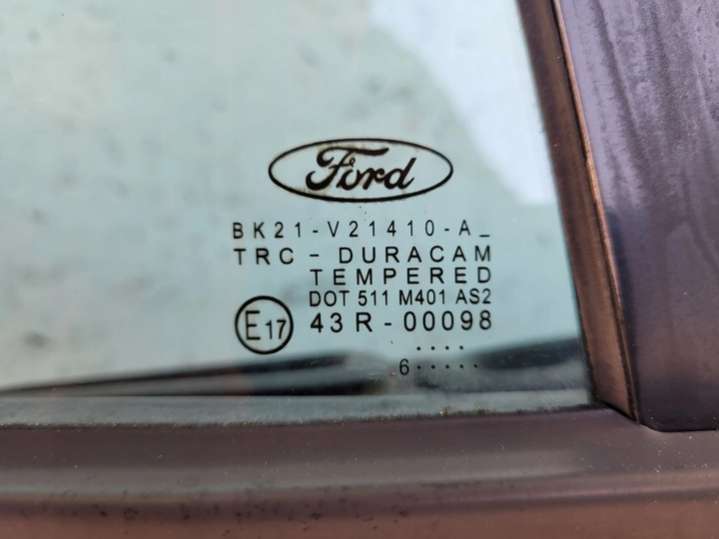 Ford
BK21-V21410-A_
TRC - DURACAM
TEMPERED
DOT 511 M401 AS2
E17 43R-00098
....
6.....